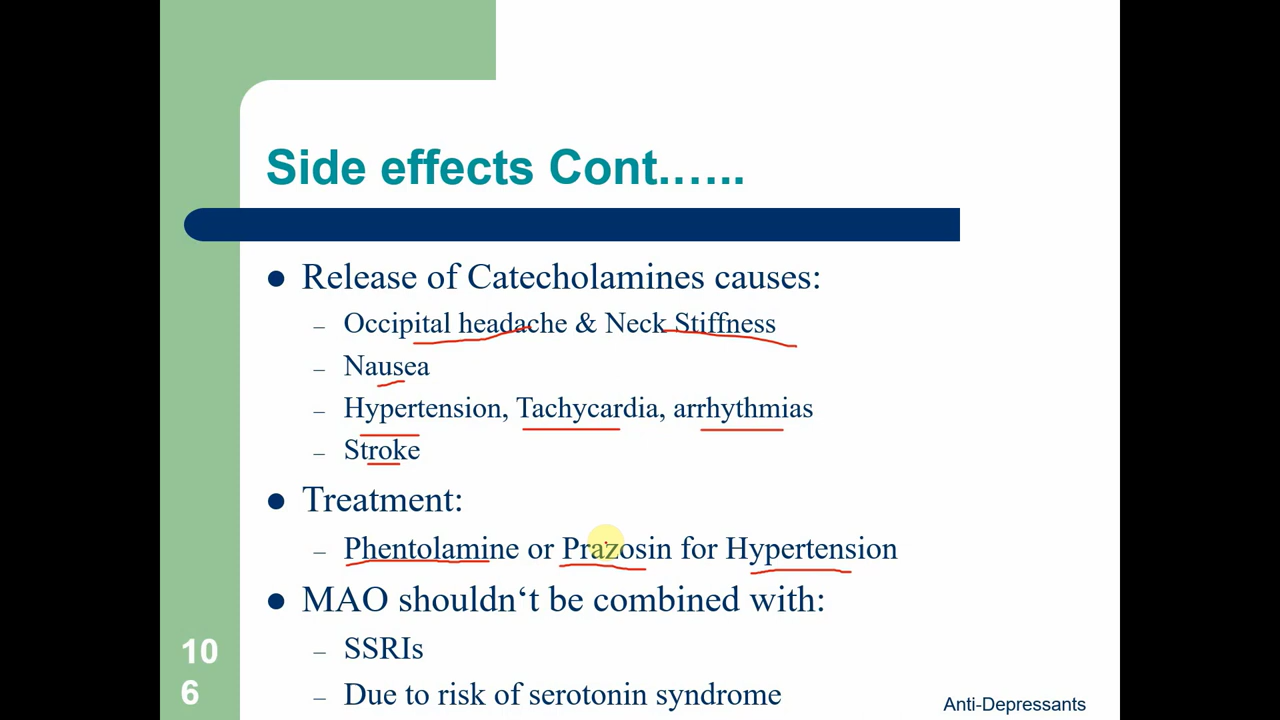 Side effects Cont.…...
Release of Catecholamines causes:
– Occipital headache & Neck Stiffness
– Nausea
– Hypertension, Tachycardia, arrhythmias
– Stroke
Treatment:
– Phentolamine or Prazosin for Hypertension
MAO shouldn‘t be combined with:
– SSRIs
– Due to risk of serotonin syndrome
10
6
Anti-Depressants